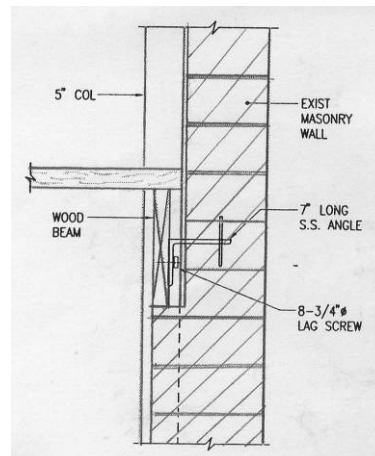 5" COL
EXIST
MASONRY
WALL
WOOD
BEAM
7" LONG
S.S. ANGLE
8-3/4"ø
LAG SCREW